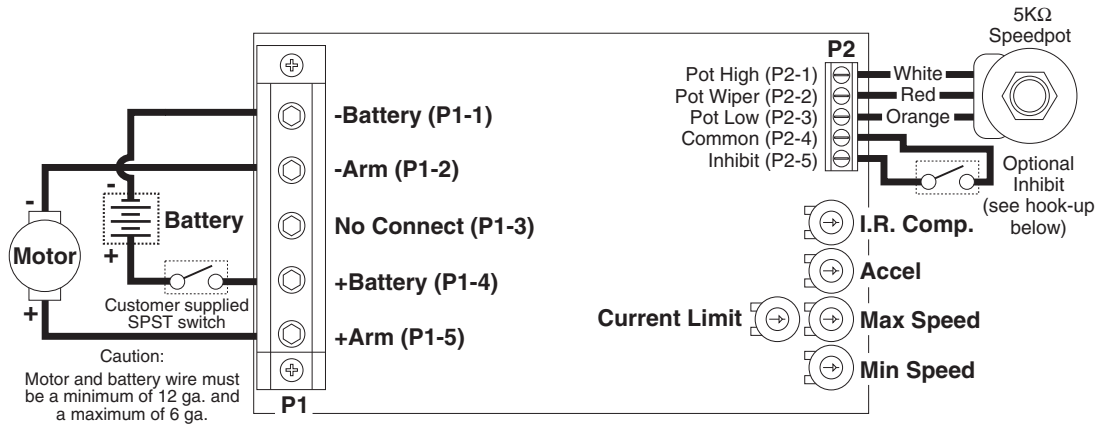 5KΩ
Speedpot
P2
Pot High (P2-1)
White
Pot Wiper (P2-2)
Red
Pot Low (P2-3)
Orange
Common (P2-4)
Inhibit (P2-5)
Optional
Inhibit
(see hook-up
below)
-Battery (P1-1)
-Arm (P1-2)
No Connect (P1-3)
+Battery (P1-4)
+Arm (P1-5)
P1
-
Battery
+
-
Motor
+
Customer supplied
SPST switch
Caution:
Motor and battery wire must
be a minimum of 12 ga. and
a maximum of 6 ga.
I.R. Comp.
Accel
Current Limit
Max Speed
Min Speed